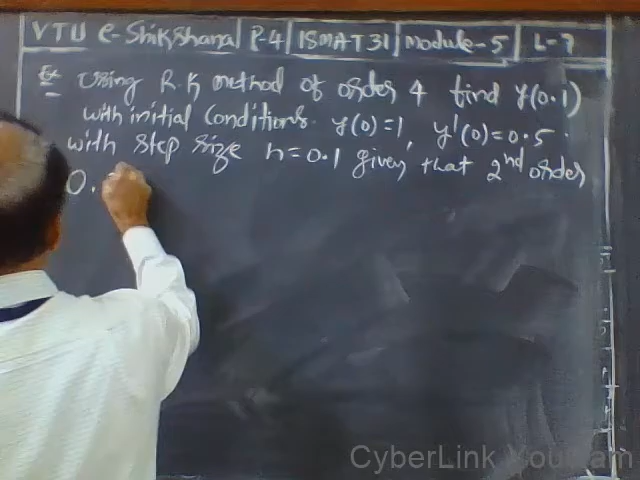 VTU e-Shikshana | P-4 | 15MAT31 | Module-5 | L-7
Ex Using R.K method of order 4 find y(0.1)
with initial conditions. y(0)=1, y'(0)=0.5.
with step size h=0.1 given that 2nd order
O.
CyberLink YouCam